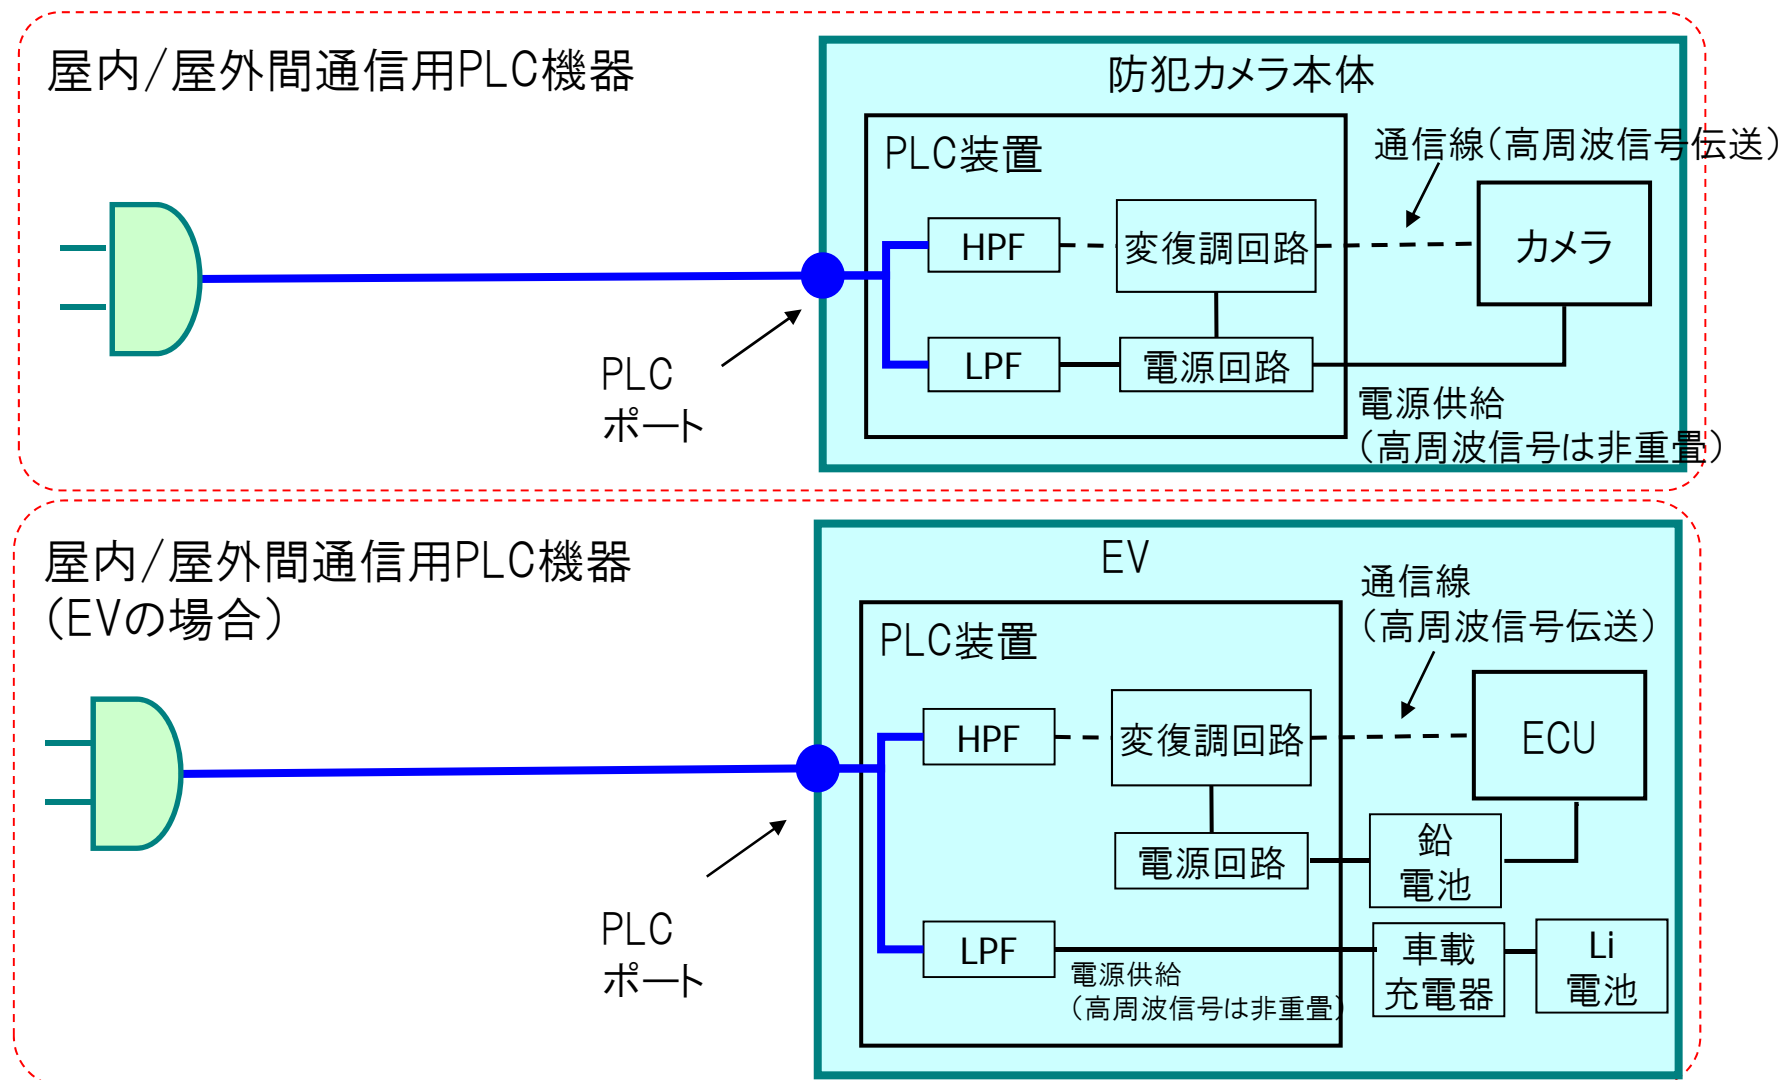 屋内/屋外間通信用PLC機器
防犯カメラ本体
PLC装置
通信線(高周波信号伝送)
HPF
変復調回路
カメラ
LPF
電源回路
PLC
ポート
電源供給
(高周波信号は非重畳)
屋内/屋外間通信用PLC機器
(EVの場合)
EV
通信線
(高周波信号伝送)
PLC装置
HPF
変復調回路
ECU
電源回路
鉛
電池
PLC
ポート
LPF
電源供給
(高周波信号は非重畳)
車載
充電器
Li
電池